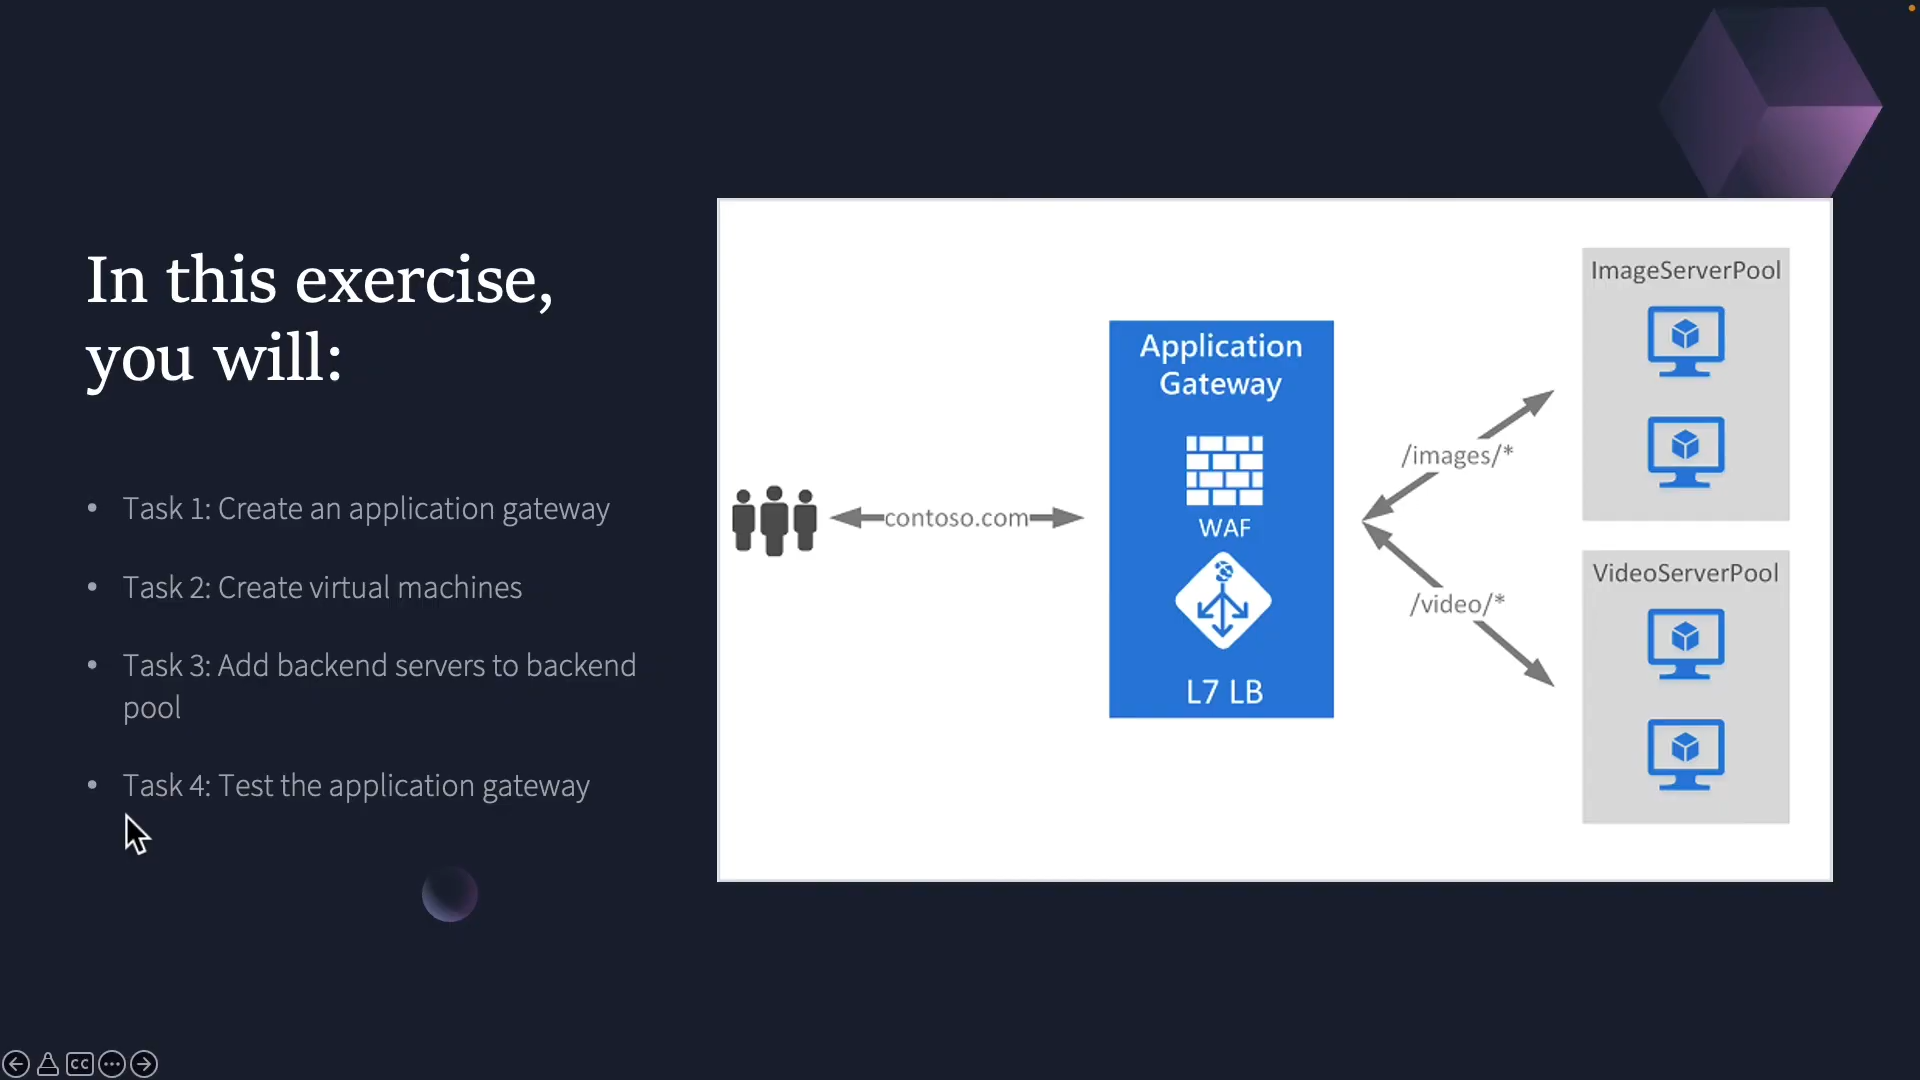 In this exercise,
you will:
• Task 1: Create an application gateway
• Task 2: Create virtual machines
• Task 3: Add backend servers to backend
pool
• Task 4: Test the application gateway
contoso.com
Application
Gateway
WAF
L7 LB
/images/*
/video/*
ImageServerPool
VideoServerPool
CC